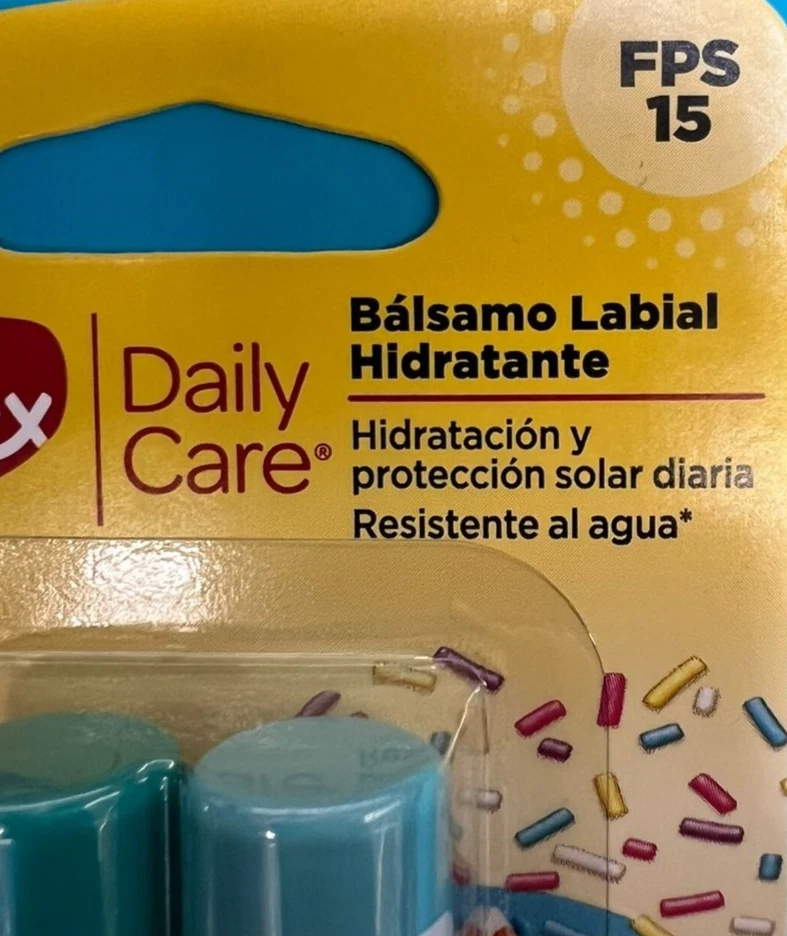 FPS
15
Bálsamo Labial
Hidratante
Daily
Care®
Hidratación y
protección solar diaria
Resistente al agua*